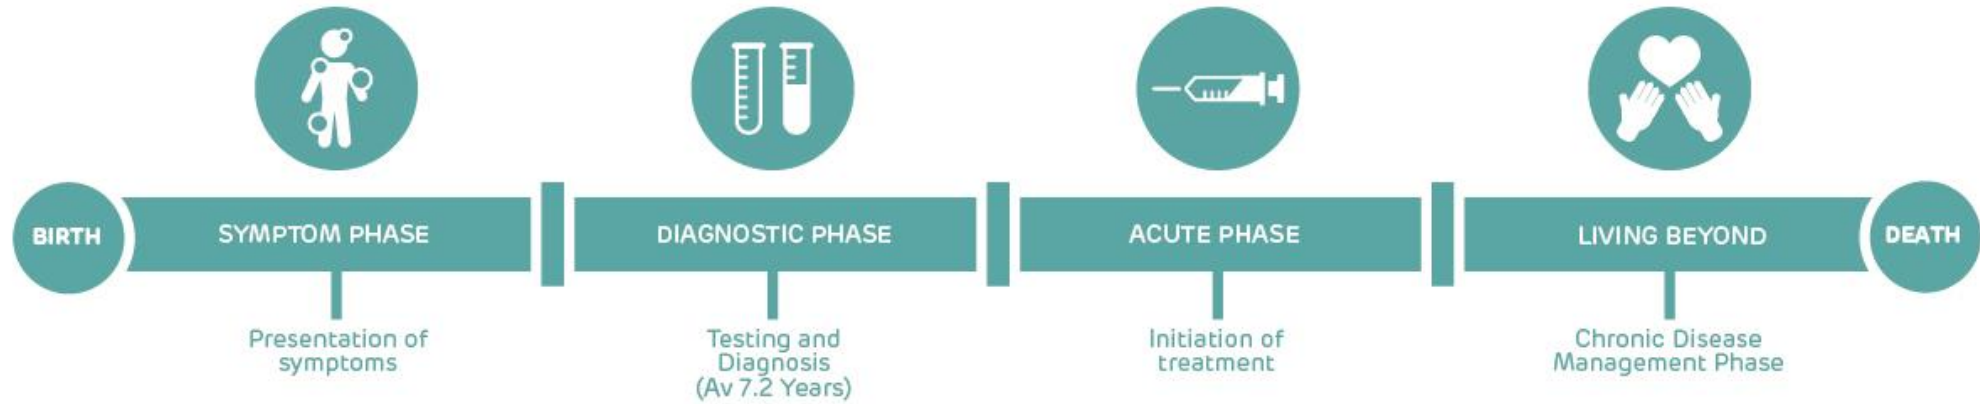 BIRTH
SYMPTOM PHASE
DIAGNOSTIC PHASE
ACUTE PHASE
LIVING BEYOND
DEATH
Presentation of
symptoms
Testing and
Diagnosis
(Av 7.2 Years)
Initiation of
treatment
Chronic Disease
Management Phase